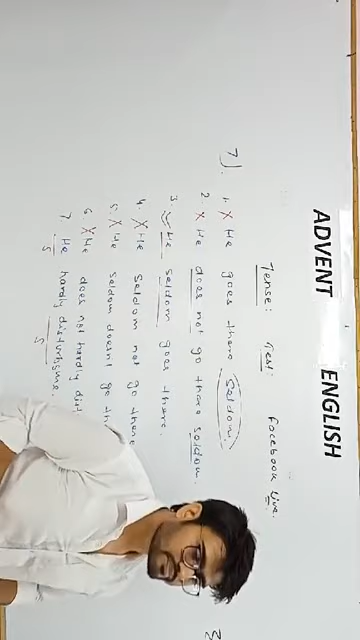 ADVENT ENGLISH
Tense: Test: Facebook Live.
7).
1. X He goes there seldom.
2. X He does not go there seldom.
3. He seldom goes there.
4. X He seldom not go there
5. X He seldom doesn't go th
6. X He does not hardly dist
7. He hardly disturbs me.
S S